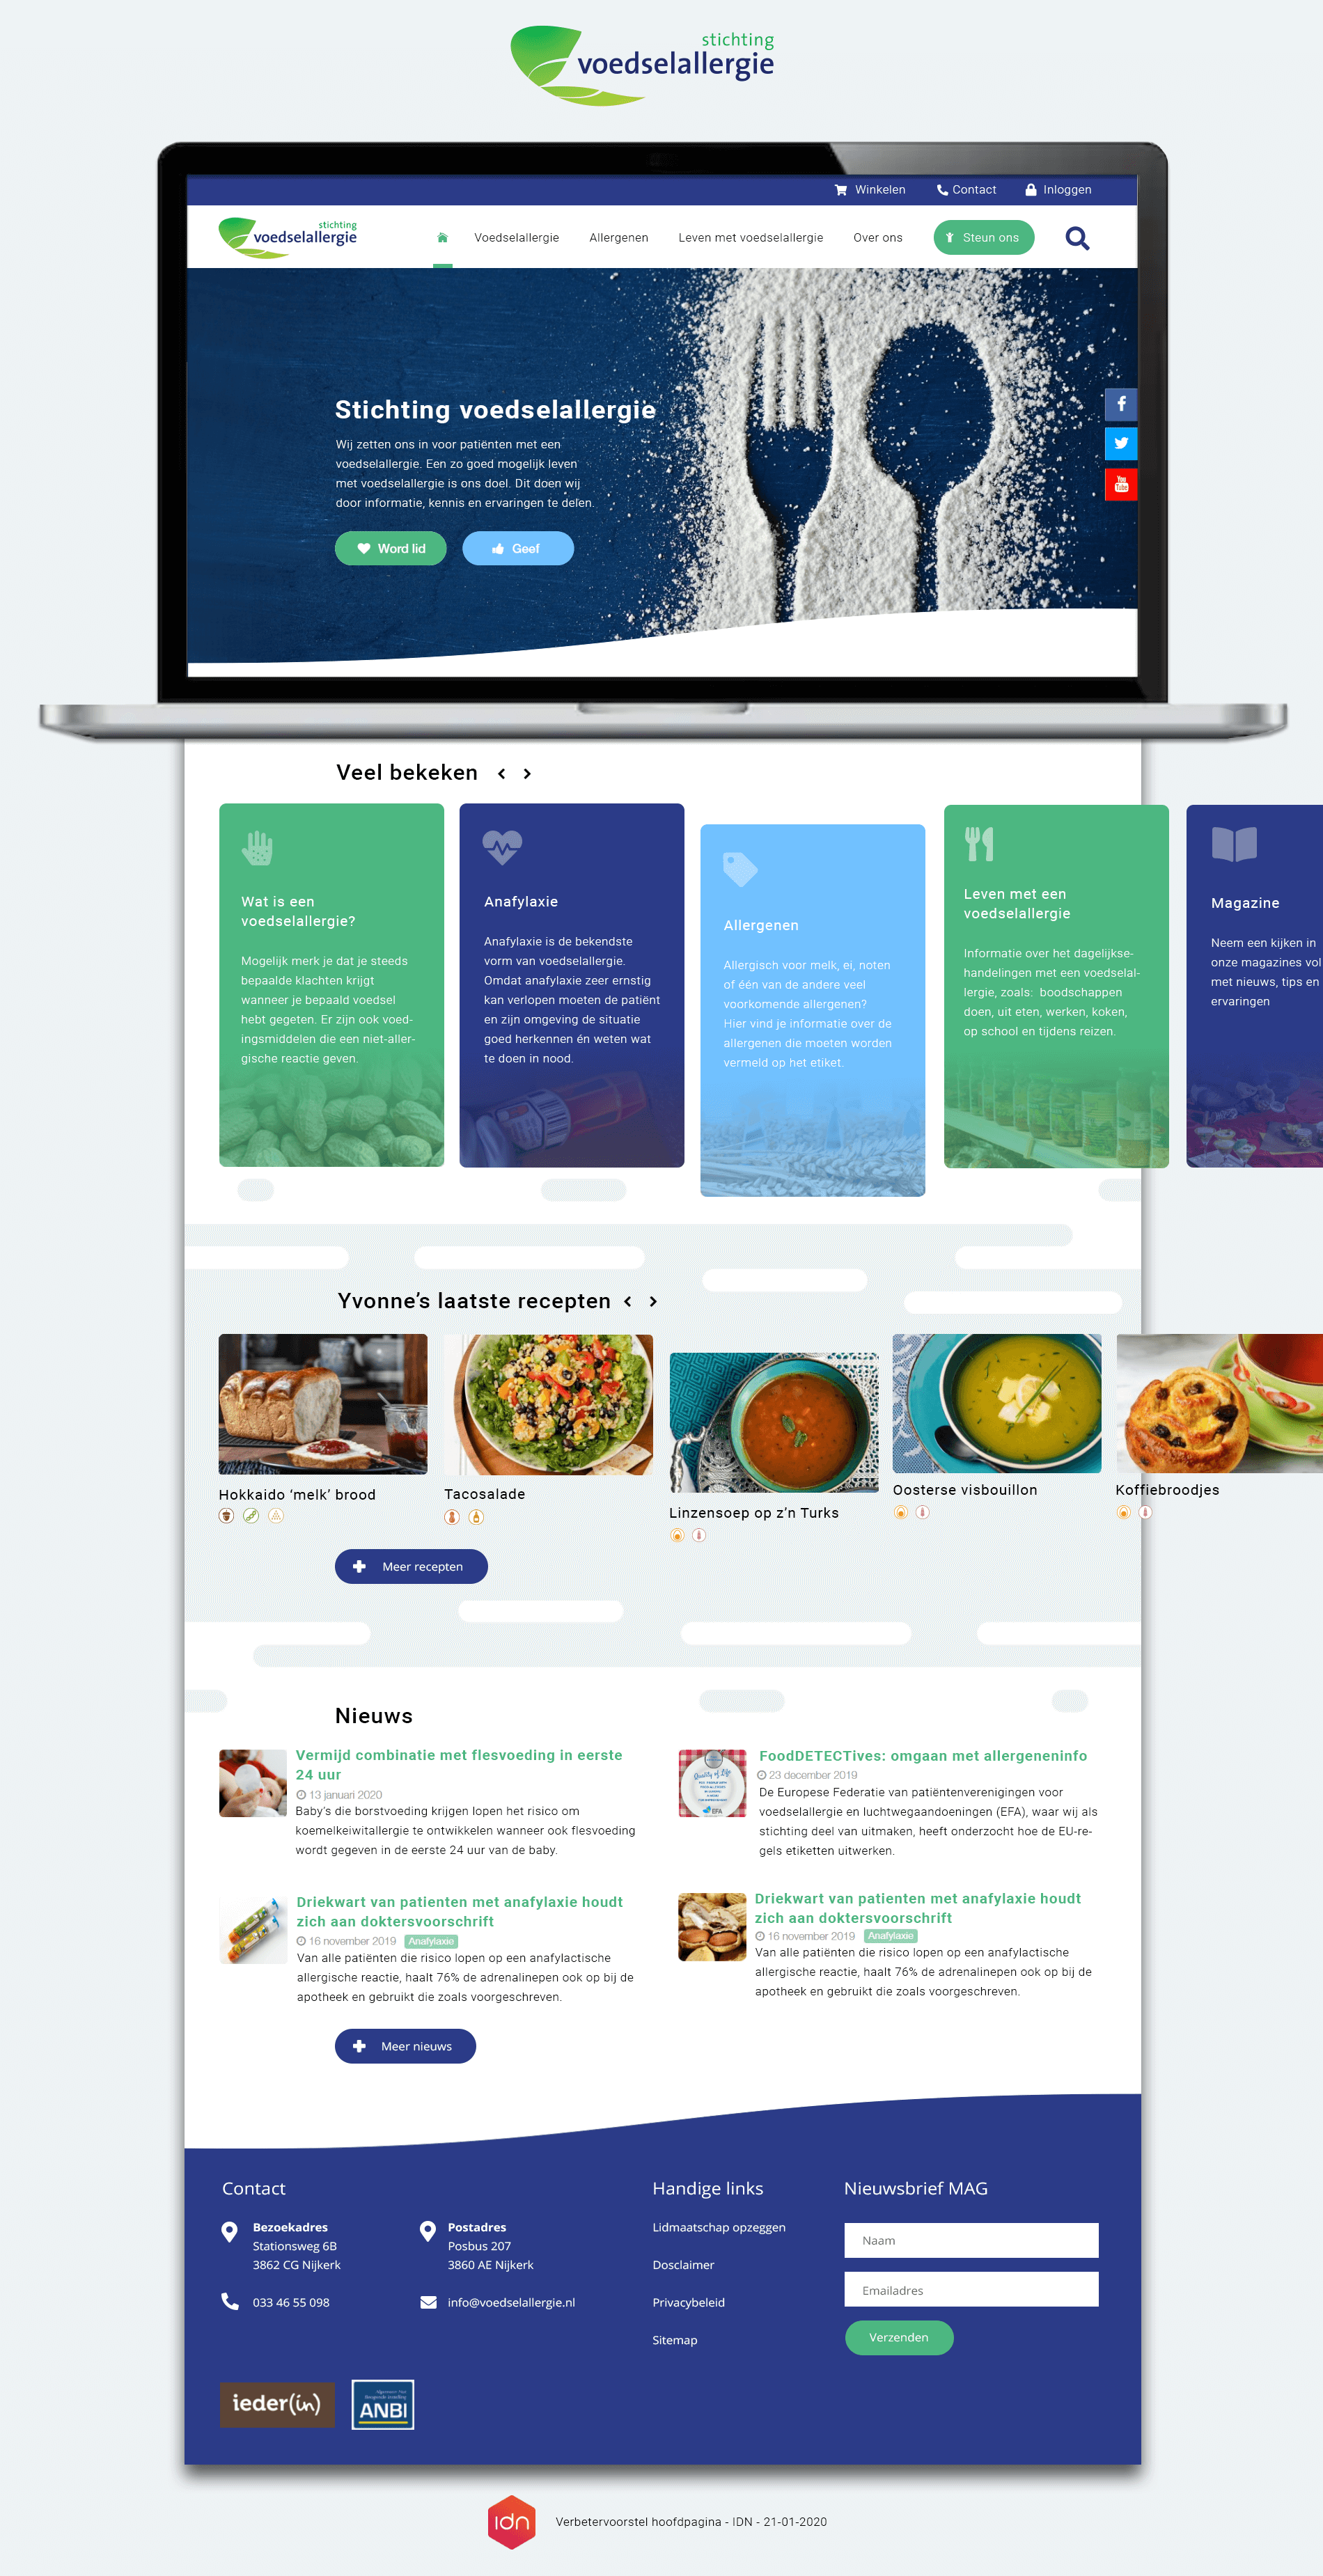 stichting
voedselallergie
Winkelen
Contact
Inloggen
stichting
voedselallergie
Voedselallergie
Allergenen
Leven met voedselallergie
Over ons
Steun ons
Stichting voedselallergie
Wij zetten ons in voor patiënten met een
voedselallergie. Een zo goed mogelijk leven
met voedselallergie is ons doel. Dit doen wij
door informatie, kennis en ervaringen te delen.
Word lid
Geef
You
Tube
Veel bekeken
Wat is een
voedselallergie?
Mogelijk merk je dat je steeds
bepaalde klachten krijgt
wanneer je bepaald voedsel
hebt gegeten. Er zijn ook voed-
ingsmiddelen die een niet-aller-
gische reactie geven.
Anafylaxie
Anafylaxie is de bekendste
vorm van voedselallergie.
Omdat anafylaxie zeer ernstig
kan verlopen moeten de patiënt
en zijn omgeving de situatie
goed herkennen én weten wat
te doen in nood.
Allergenen
Allergisch voor melk, ei, noten
of één van de andere veel
voorkomende allergenen?
Hier vind je informatie over de
allergenen die moeten worden
vermeld op het etiket.
Leven met een
voedselallergie
Informatie over het dagelijkse-
handelingen met een voedselal-
lergie, zoals: boodschappen
doen, uit eten, werken, koken,
op school en tijdens reizen.
Magazine
Neem een kijken in
onze magazines vol
met nieuws, tips en
ervaringen
Yvonne’s laatste recepten
Hokkaido ‘melk’ brood
Tacosalade
Linzensoep op z’n Turks
Oosterse visbouillon
Koffiebroodjes
Meer recepten
Nieuws
Vermijd combinatie met flesvoeding in eerste
24 uur
13 januari 2020
Baby’s die borstvoeding krijgen lopen het risico om
koemelkeiwitallergie te ontwikkelen wanneer ook flesvoeding
wordt gegeven in de eerste 24 uur van de baby.
Quality of Life
EFA
FoodDETECTives: omgaan met allergeneninfo
23 december 2019
De Europese Federatie van patiëntenverenigingen voor
voedselallergie en luchtwegaandoeningen (EFA), waar wij als
stichting deel van uitmaken, heeft onderzocht hoe de EU-re-
gels etiketten uitwerken.
Driekwart van patienten met anafylaxie houdt
zich aan doktersvoorschrift
16 november 2019 Anafylaxie
Van alle patiënten die risico lopen op een anafylactische
allergische reactie, haalt 76% de adrenalinepen ook op bij de
apotheek en gebruikt die zoals voorgeschreven.
Driekwart van patienten met anafylaxie houdt
zich aan doktersvoorschrift
16 november 2019 Anafylaxie
Van alle patiënten die risico lopen op een anafylactische
allergische reactie, haalt 76% de adrenalinepen ook op bij de
apotheek en gebruikt die zoals voorgeschreven.
Meer nieuws
Contact
Bezoekadres
Stationsweg 6B
3862 CG Nijkerk
033 46 55 098
Postadres
Posbus 207
3860 AE Nijkerk
info@voedselallergie.nl
Handige links
Lidmaatschap opzeggen
Dosclaimer
Privacybeleid
Sitemap
Nieuwsbrief MAG
Naam
Emailadres
Verzenden
ieder(in)
ANBI
idn
Verbetervoorstel hoofdpagina - IDN - 21-01-2020